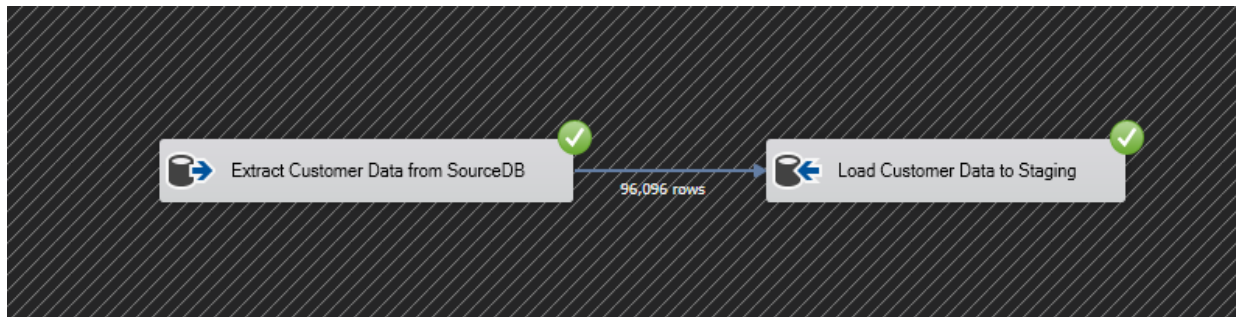 Extract Customer Data from SourceDB
96,096 rows
Load Customer Data to Staging